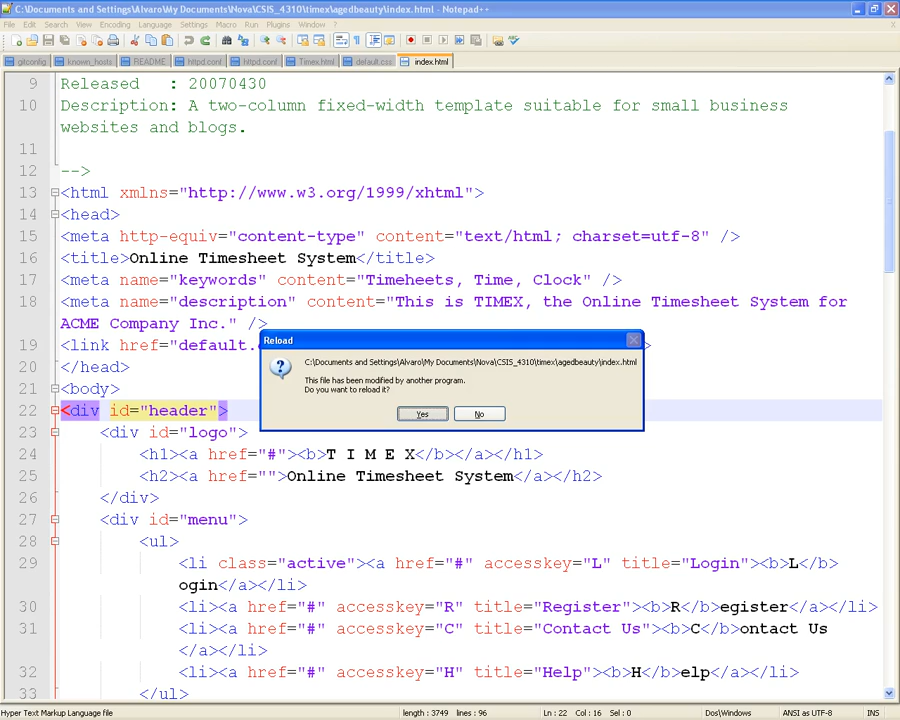 C:\Documents and Settings\Alvaro\My Documents\Nova\CSIS_4310\timex\agedbeauty\index.html - Notepad++
File Edit Search View Encoding Language Settings Macro Run Plugins Window ?
gitconfig known_hosts README httpd.conf httpd.conf Timex.html default.css index.html
9 Released   : 20070430
10 Description: A two-column fixed-width template suitable for small business
websites and blogs.
11
12 -->
13 <html xmlns="http://www.w3.org/1999/xhtml">
14 <head>
15 <meta http-equiv="content-type" content="text/html; charset=utf-8" />
16 <title>Online Timesheet System</title>
17 <meta name="keywords" content="Timeheets, Time, Clock" />
18 <meta name="description" content="This is TIMEX, the Online Timesheet System for
ACME Company Inc." />
19 <link href="default.
Reload
C:\Documents and Settings\Alvaro\My Documents\Nova\CSIS_4310\timex\agedbeauty\index.html
This file has been modified by another program.
Do you want to reload it?
Yes No
20 </head>
21 <body>
22 <div id="header">
23 <div id="logo">
24 <h1><a href="#"><b>T I M E X</b></a></h1>
25 <h2><a href="">Online Timesheet System</a></h2>
26 </div>
27 <div id="menu">
28 <ul>
29 <li class="active"><a href="#" accesskey="L" title="Login"><b>L</b>
ogin</a></li>
30 <li><a href="#" accesskey="R" title="Register"><b>R</b>egister</a></li>
31 <li><a href="#" accesskey="C" title="Contact Us"><b>C</b>ontact Us
</a></li>
32 <li><a href="#" accesskey="H" title="Help"><b>H</b>elp</a></li>
33 </ul>
Hyper Text Markup Language file length : 3749 lines : 96 Ln : 22 Col : 16 Sel : 0 Dos\Windows ANSI as UTF-8 INS